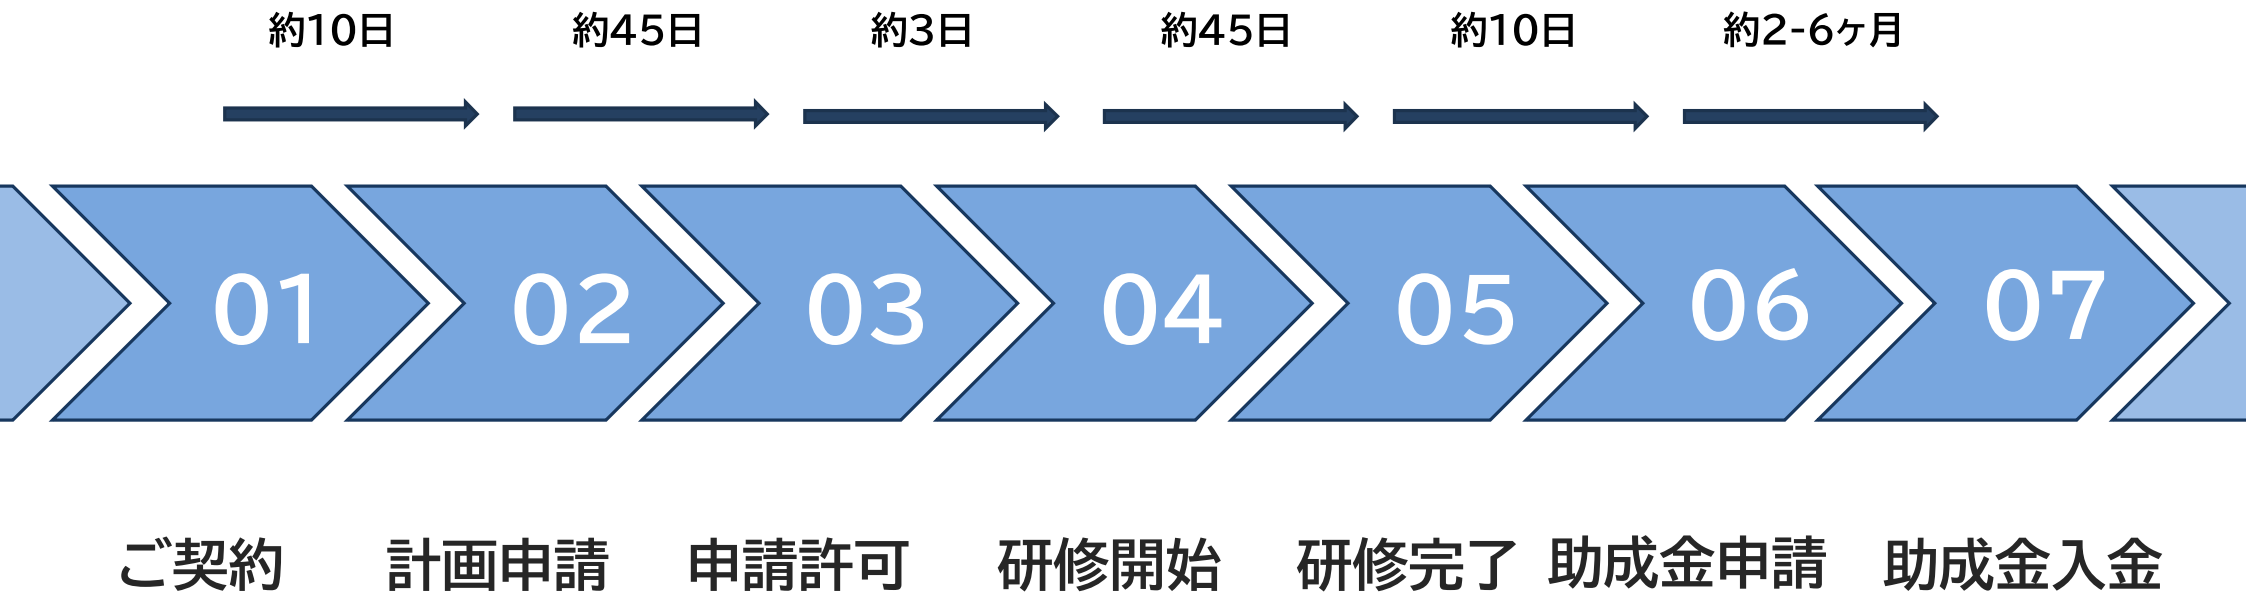 約10日 約45日 約3日 約45日 約10日 約2-6ヶ月
01 02 03 04 05 06 07
ご契約 計画申請 申請許可 研修開始 研修完了 助成金申請 助成金入金